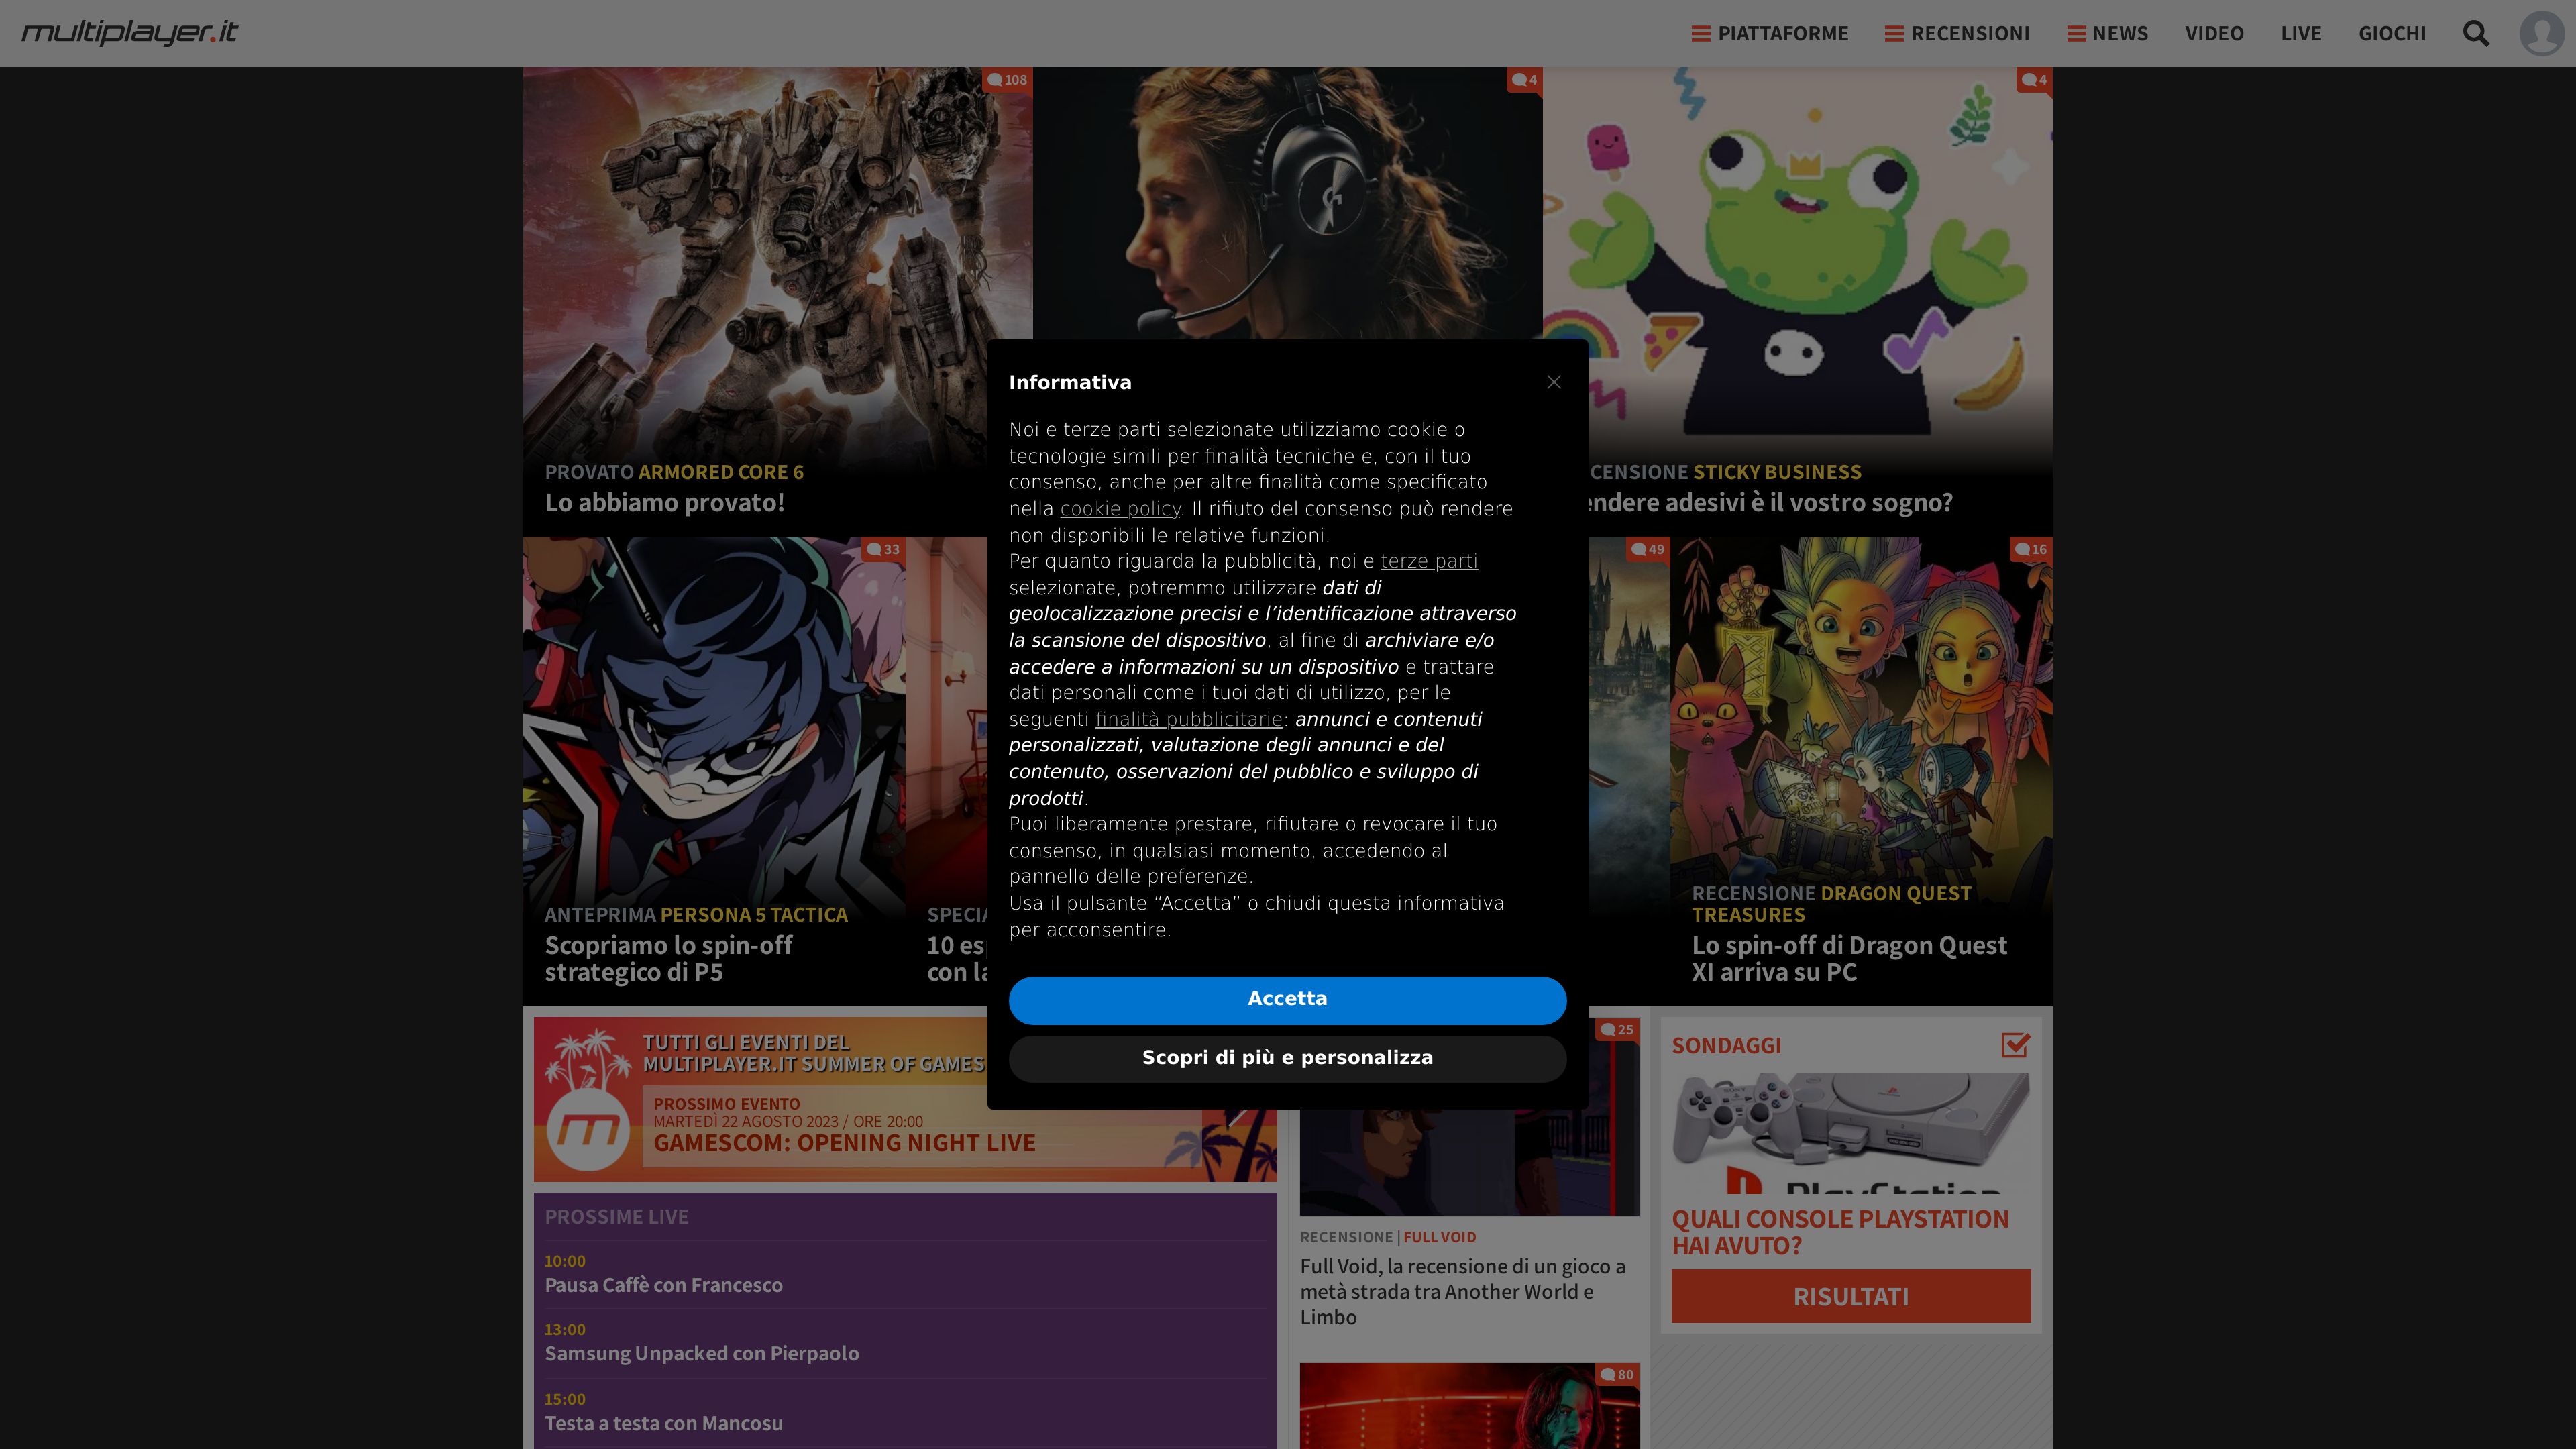 multiplayer.it
PIATTAFORME
RECENSIONI
NEWS
VIDEO
LIVE
GIOCHI
108
4
4
PROVATO ARMORED CORE 6
Lo abbiamo provato!
CENSIONE STICKY BUSINESS
endere adesivi è il vostro sogno?
33
49
16
ANTEPRIMA PERSONA 5 TACTICA
Scopriamo lo spin-off
strategico di P5
SPECIA
10 esp
con la
RECENSIONE DRAGON QUEST
TREASURES
Lo spin-off di Dragon Quest
XI arriva su PC
Informativa
Noi e terze parti selezionate utilizziamo cookie o
tecnologie simili per finalità tecniche e, con il tuo
consenso, anche per altre finalità come specificato
nella cookie policy. Il rifiuto del consenso può rendere
non disponibili le relative funzioni.
Per quanto riguarda la pubblicità, noi e terze parti
selezionate, potremmo utilizzare dati di
geolocalizzazione precisi e l’identificazione attraverso
la scansione del dispositivo, al fine di archiviare e/o
accedere a informazioni su un dispositivo e trattare
dati personali come i tuoi dati di utilizzo, per le
seguenti finalità pubblicitarie: annunci e contenuti
personalizzati, valutazione degli annunci e del
contenuto, osservazioni del pubblico e sviluppo di
prodotti.
Puoi liberamente prestare, rifiutare o revocare il tuo
consenso, in qualsiasi momento, accedendo al
pannello delle preferenze.
Usa il pulsante “Accetta” o chiudi questa informativa
per acconsentire.
Accetta
Scopri di più e personalizza
TUTTI GLI EVENTI DEL
MULTIPLAYER.IT SUMMER OF GAMES
PROSSIMO EVENTO
MARTEDÌ 22 AGOSTO 2023 / ORE 20:00
GAMESCOM: OPENING NIGHT LIVE
PROSSIME LIVE
10:00
Pausa Caffè con Francesco
13:00
Samsung Unpacked con Pierpaolo
15:00
Testa a testa con Mancosu
25
RECENSIONE | FULL VOID
Full Void, la recensione di un gioco a
metà strada tra Another World e
Limbo
80
SONDAGGI
PlayStation
QUALI CONSOLE PLAYSTATION
HAI AVUTO?
RISULTATI